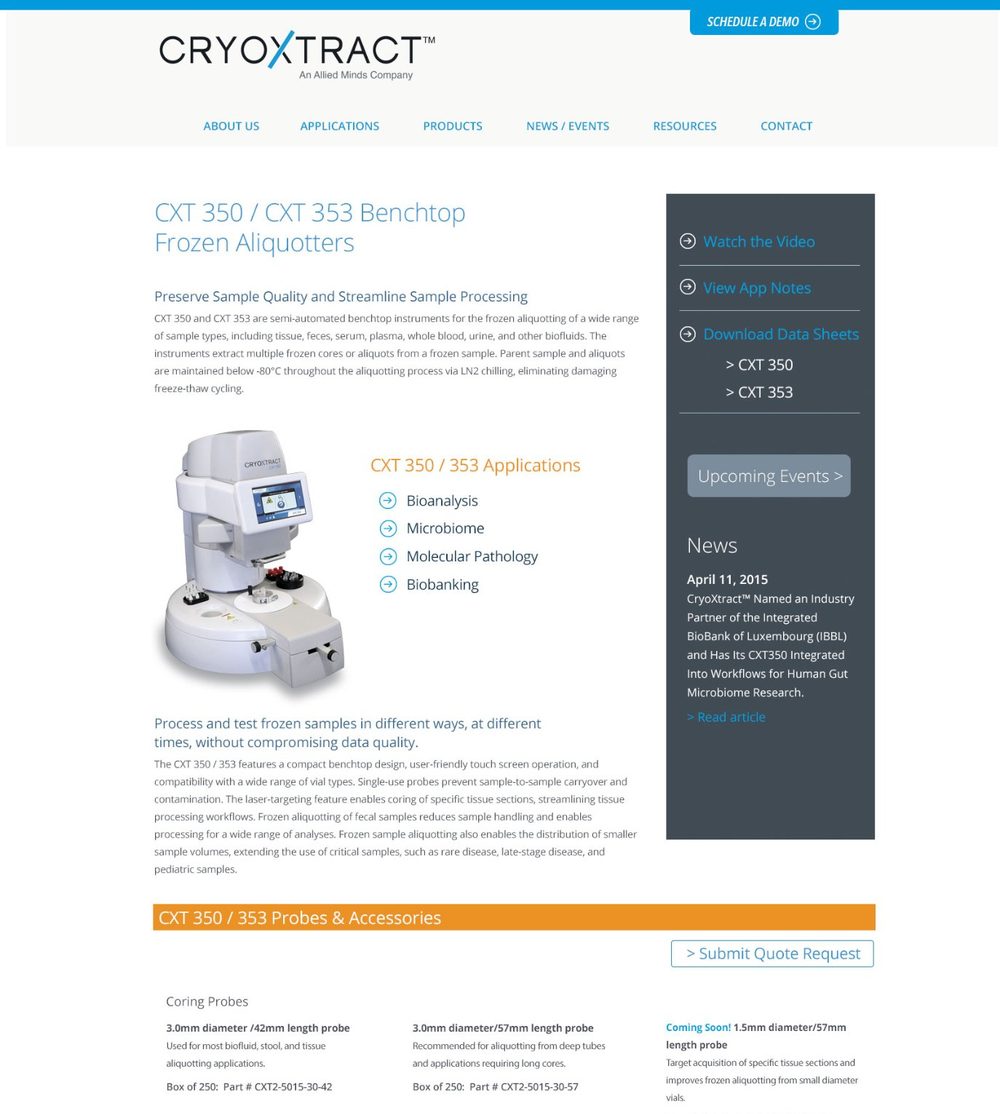 SCHEDULE A DEMO
CRYOXTRACT™
An Allied Minds Company
ABOUT US
APPLICATIONS
PRODUCTS
NEWS / EVENTS
RESOURCES
CONTACT
CXT 350 / CXT 353 Benchtop
Frozen Aliquotters
Preserve Sample Quality and Streamline Sample Processing
CXT 350 and CXT 353 are semi-automated benchtop instruments for the frozen aliquotting of a wide range
of sample types, including tissue, feces, serum, plasma, whole blood, urine, and other biofluids. The
instruments extract multiple frozen cores or aliquots from a frozen sample. Parent sample and aliquots
are maintained below -80°C throughout the aliquotting process via LN2 chilling, eliminating damaging
freeze-thaw cycling.
CRYOXTRACT
CXT 350 / 353 Applications
Bioanalysis
Microbiome
Molecular Pathology
Biobanking
Process and test frozen samples in different ways, at different
times, without compromising data quality.
The CXT 350 / 353 features a compact benchtop design, user-friendly touch screen operation, and
compatibility with a wide range of vial types. Single-use probes prevent sample-to-sample carryover and
contamination. The laser-targeting feature enables coring of specific tissue sections, streamlining tissue
processing workflows. Frozen aliquotting of fecal samples reduces sample handling and enables
processing for a wide range of analyses. Frozen sample aliquotting also enables the distribution of smaller
sample volumes, extending the use of critical samples, such as rare disease, late-stage disease, and
pediatric samples.
Watch the Video
View App Notes
Download Data Sheets
> CXT 350
> CXT 353
Upcoming Events >
News
April 11, 2015
CryoXtract™ Named an Industry
Partner of the Integrated
BioBank of Luxembourg (IBBL)
and Has Its CXT350 Integrated
Into Workflows for Human Gut
Microbiome Research.
> Read article
CXT 350 / 353 Probes & Accessories
> Submit Quote Request
Coring Probes
3.0mm diameter /42mm length probe
Used for most biofluid, stool, and tissue
aliquotting applications.
Box of 250: Part # CXT2-5015-30-42
3.0mm diameter/57mm length probe
Recommended for aliquotting from deep tubes
and applications requiring long cores.
Box of 250: Part # CXT2-5015-30-57
Coming Soon! 1.5mm diameter/57mm
length probe
Target acquisition of specific tissue sections and
improves frozen aliquotting from small diameter
vials.